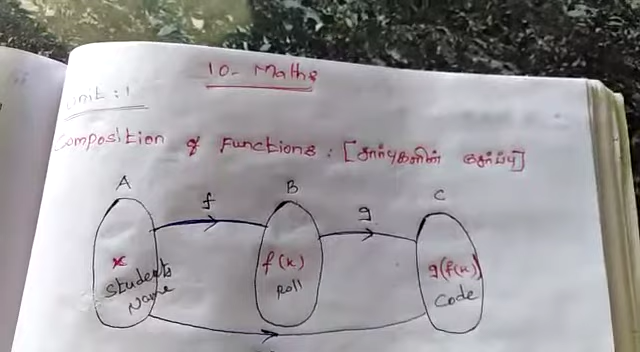 10- Maths
Unit : 1
Composition of Functions : [சார்புகளின் சேர்ப்பு]
A B C
f g
x f(x) g(f(x))
Students Name Roll Code